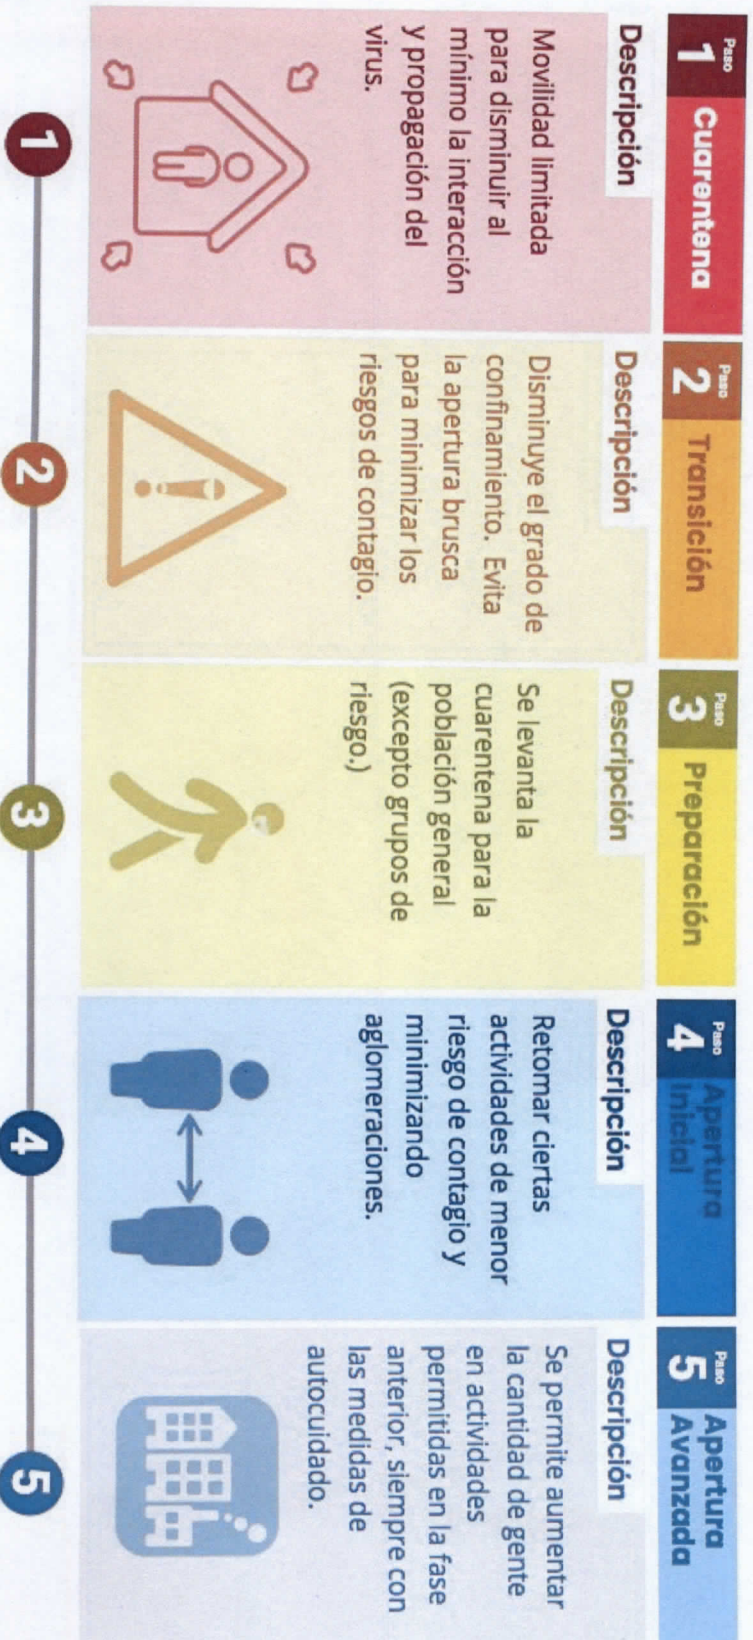 Paso
1 Cuarentena
Descripción
Movilidad limitada
para disminuir al
mínimo la interacción
y propagación del
virus.
1
Paso
2 Transición
Descripción
Disminuye el grado de
confinamiento. Evita
la apertura brusca
para minimizar los
riesgos de contagio.
2
Paso
3 Preparación
Descripción
Se levanta la
cuarentena para la
población general
(excepto grupos de
riesgo.)
3
Paso
4 Apertura
Inicial
Descripción
Retomar ciertas
actividades de menor
riesgo de contagio y
minimizando
aglomeraciones.
4
Paso
5 Apertura
Avanzada
Descripción
Se permite aumentar
la cantidad de gente
en actividades
permitidas en la fase
anterior, siempre con
las medidas de
autocuidado.
5